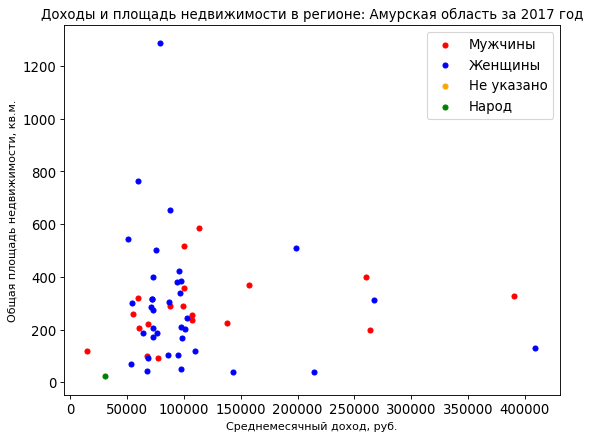 Доходы и площадь недвижимости в регионе: Амурская область за 2017 год
Мужчины
Женщины
Не указано
Народ
Общая площадь недвижимости, кв.м.
1200
1000
800
600
400
200
0
0 50000 100000 150000 200000 250000 300000 350000 400000
Среднемесячный доход, руб.